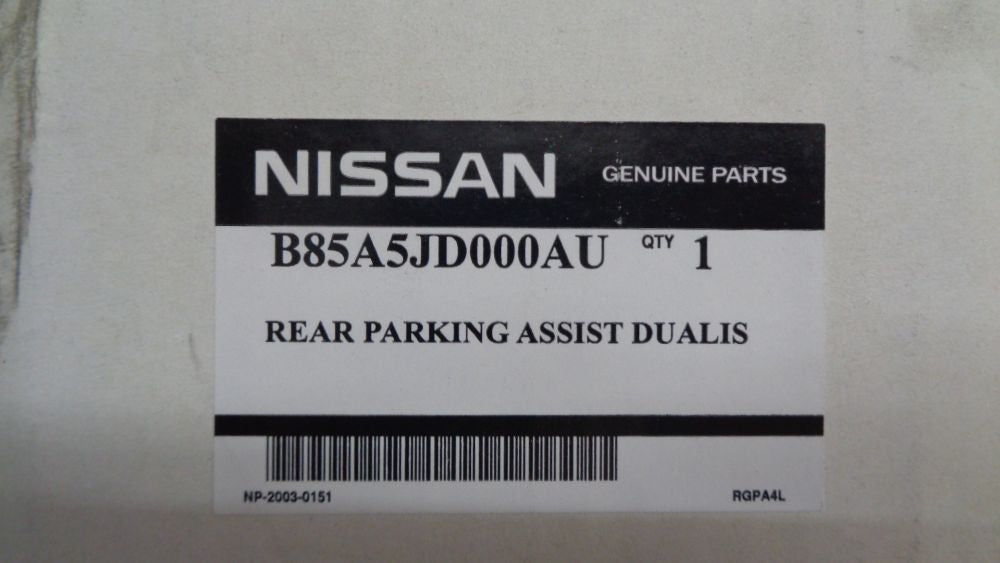 NISSAN GENUINE PARTS
B85A5JD000AU QTY 1
REAR PARKING ASSIST DUALIS
NP-2003-0151 RGPA4L